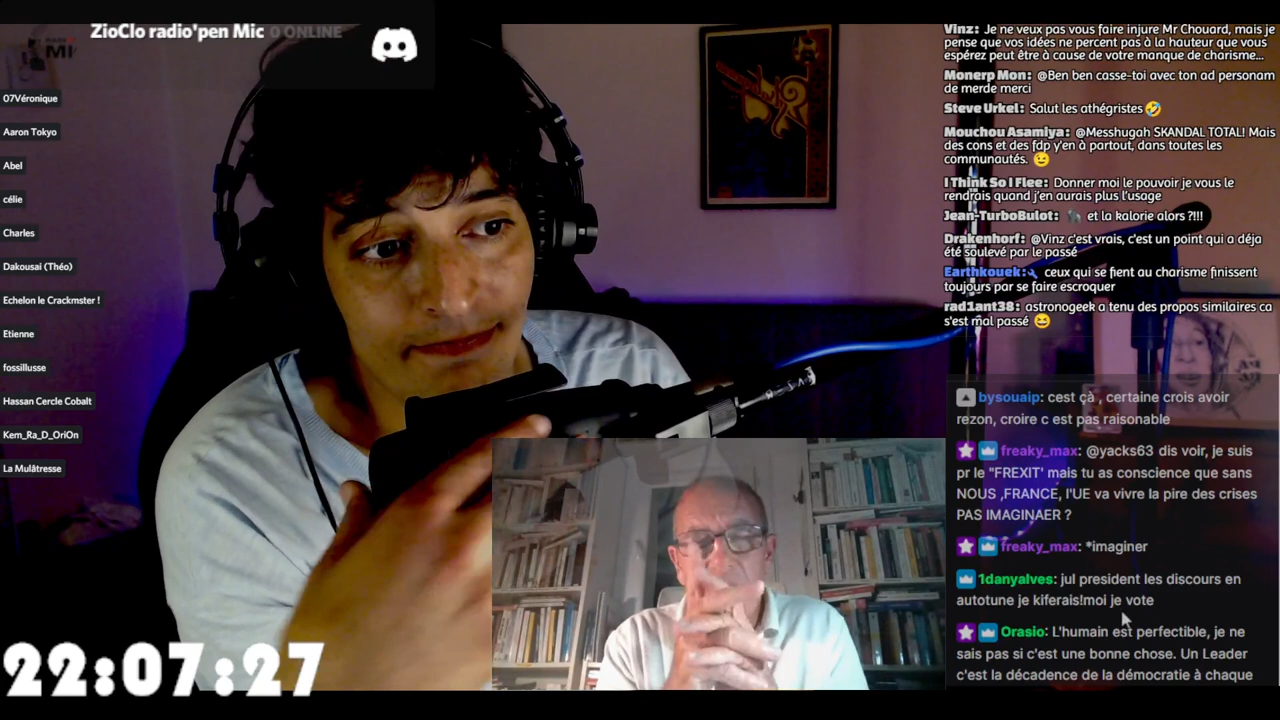 ZioClo radio'pen Mic 0 ONLINE
MI
07Véronique
Aaron Tokyo
Abel
célie
Charles
Dakousai (Théo)
Echelon le Crackmster !
Etienne
fossillusse
Hassan Cercle Cobalt
Kem_Ra_D_OriOn
La Mulâtresse
22:07:27
Vinz: Je ne veux pas vous faire injure Mr Chouard, mais je
pense que vos idées ne percent pas à la hauteur que vous
espérez peut être à cause de votre manque de charisme...
Monerp Mon: @Ben ben casse-toi avec ton ad personam
de merde merci
Steve Urkel: Salut les athégristes 🤣
Mouchou Asamiya: @Messhugah SKANDAL TOTAL! Mais
des cons et des fdp y'en à partout, dans toutes les
communautés. 😉
I Think So I Flee: Donner moi le pouvoir je vous le
rendrais quand j'en aurais plus l'usage
Jean-TurboBulot: 🦍 et la kalorie alors ?!!!
Drakenhorf: @Vinz c'est vrais, c'est un point qui a déja
été soulevé par le passé
Earthkouek:🔧 ceux qui se fient au charisme finissent
toujours par se faire escroquer
rad1ant38: astronogeek a tenu des propos similaires ca
s'est mal passé 😆
bysouaip: cest çà , certaine crois avoir
rezon, croire c est pas raisonable
freaky_max: @yacks63 dis voir, je suis
pr le "FREXIT' mais tu as conscience que sans
NOUS ,FRANCE, l'UE va vivre la pire des crises
PAS IMAGINAER ?
freaky_max: *imaginer
1danyalves: jul president les discours en
autotune je kiferais!moi je vote
Orasio: L'humain est perfectible, je ne
sais pas si c'est une bonne chose. Un Leader
c'est la décadence de la démocratie à chaque